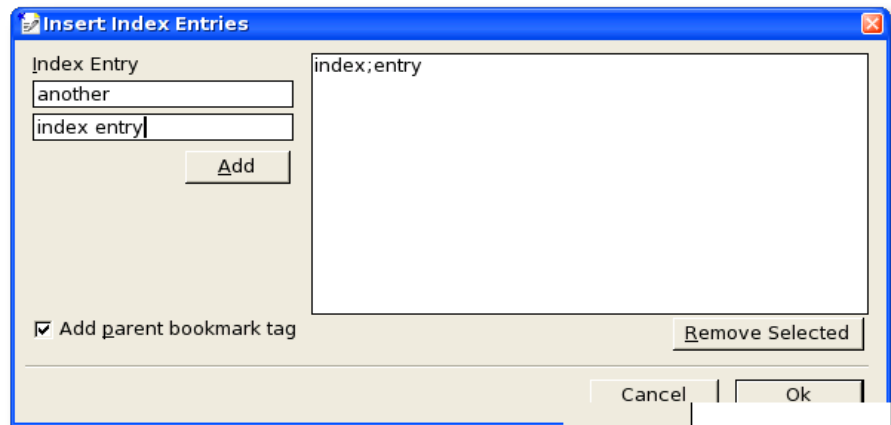 Insert Index Entries
Index Entry
another
index entry
Add
index;entry
Add parent bookmark tag
Remove Selected
Cancel
Ok